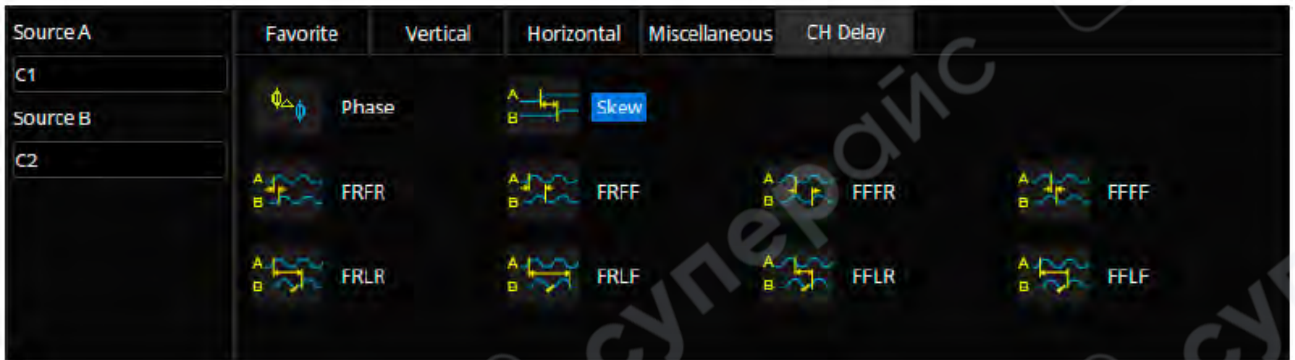 Source A
C1
Source B
C2
Favorite Vertical Horizontal Miscellaneous CH Delay
Phase A B Skew
A B FRFR A B FRFF A B FFFR A B FFFF
A B FRLR A B FRLF A B FFLR A B FFLF
суперайс